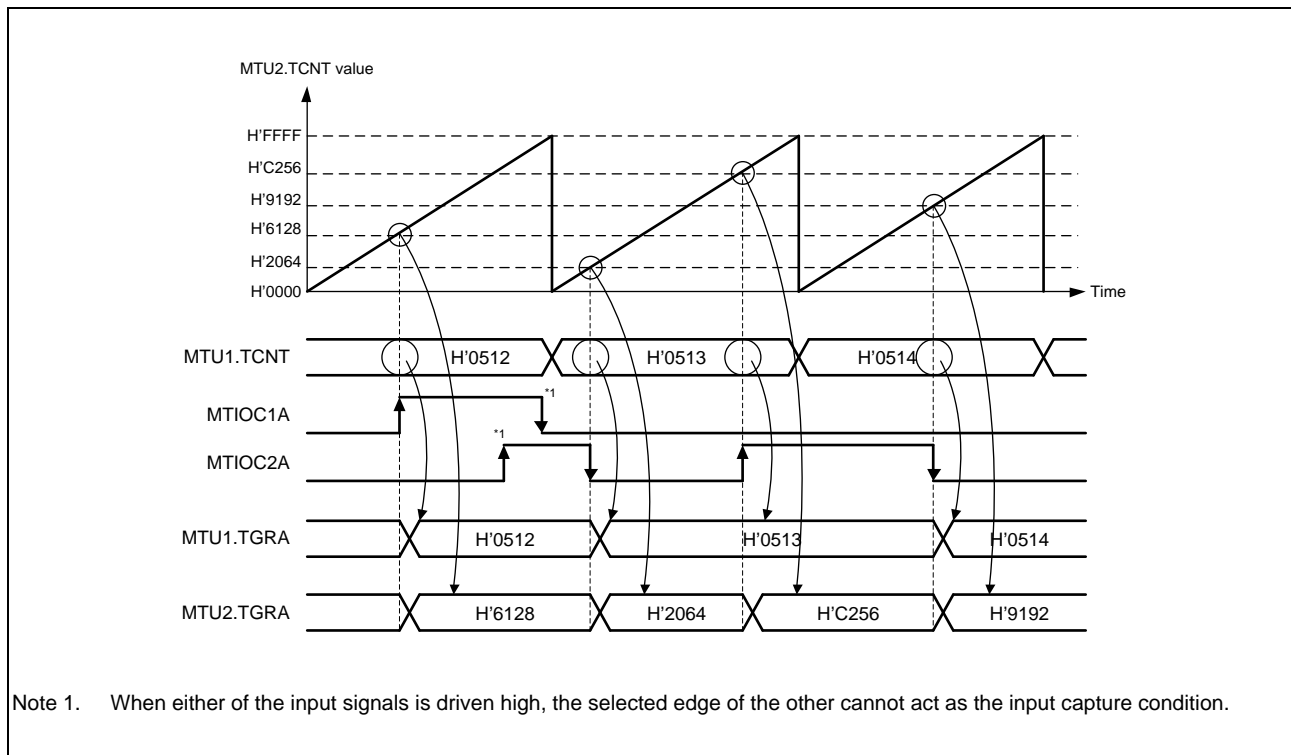 MTU2.TCNT value
H'FFFF
H'C256
H'9192
H'6128
H'2064
H'0000
Time
MTU1.TCNT H'0512 H'0513 H'0514
MTIOC1A *1
MTIOC2A *1
MTU1.TGRA H'0512 H'0513 H'0514
MTU2.TGRA H'6128 H'2064 H'C256 H'9192
Note 1. When either of the input signals is driven high, the selected edge of the other cannot act as the input capture condition.